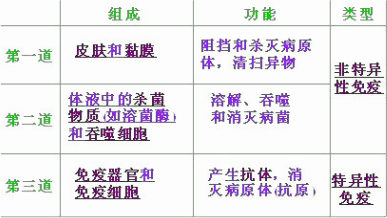 组成 功能 类型
第一道 皮肤和黏膜 阻挡和杀灭病原
体，清扫异物
非特异
性免疫
第二道 体液中的杀菌
物质(如溶菌酶)
和吞噬细胞
溶解、吞噬
和消灭病菌
第三道 免疫器官和
免疫细胞
产生抗体，消
灭病原体(抗原)
特异性
免疫